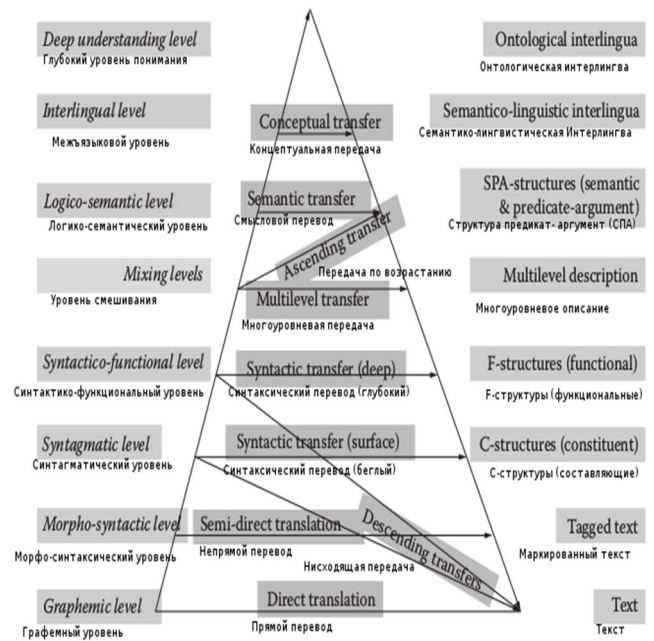 Deep understanding level
Глубокий уровень понимания
Ontological interlingua
Онтологическая интерлингва
Interlingual level
Межъязыковой уровень
Conceptual transfer
Концептуальная передача
Semantico-linguistic interlingua
Семантико-лингвистическая Интерлингва
Logico-semantic level
Логико-семантический уровень
Semantic transfer
Смысловой перевод
SPA-structures (semantic
& predicate-argument)
Структура предикат- аргумент (СПА)
Ascending transfer
Передача по возрастанию
Mixing levels
Уровень смешивания
Multilevel transfer
Многоуровневая передача
Multilevel description
Многоуровневое описание
Syntactico-functional level
Синтактико-функциональный уровень
Syntactic transfer (deep)
Синтаксический перевод (глубокий)
F-structures (functional)
F-структуры (функциональные)
Syntagmatic level
Синтагматический уровень
Syntactic transfer (surface)
Синтаксический перевод (беглый)
C-structures (constituent)
С-структуры (составляющие)
Morpho-syntactic level
Морфо-синтаксический уровень
Semi-direct translation
Непрямой перевод
Descending transfers
Нисходящая передача
Tagged text
Маркированный текст
Graphemic level
Графемный уровень
Direct translation
Прямой перевод
Text
Текст